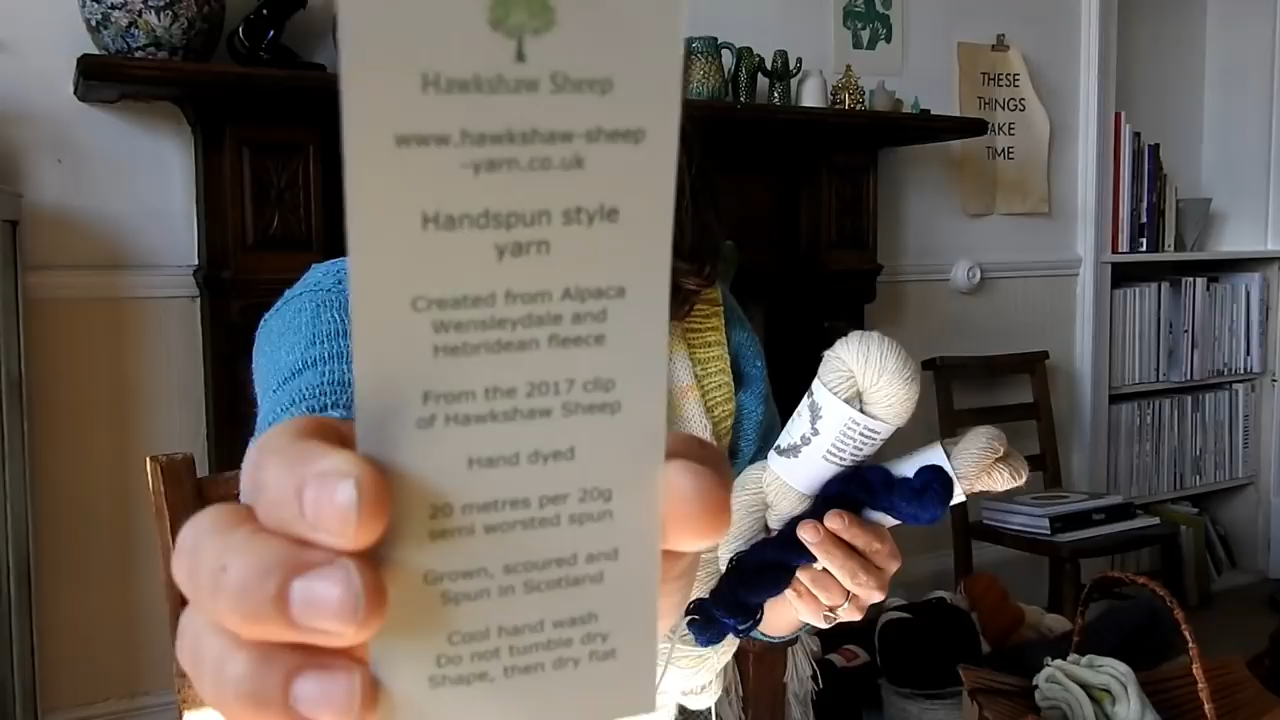 Hawkshaw Sheep
www.hawkshaw-sheep
-yarn.co.uk
Handspun style
yarn
Created from Alpaca
Wensleydale and
Hebridean fleece
From the 2017 clip
of Hawkshaw Sheep
Hand dyed
20 metres per 20g
semi worsted spun
Grown, scoured and
Spun in Scotland
Cool hand wash
Do not tumble dry
Shape, then dry flat
THESE
THINGS
TAKE
TIME